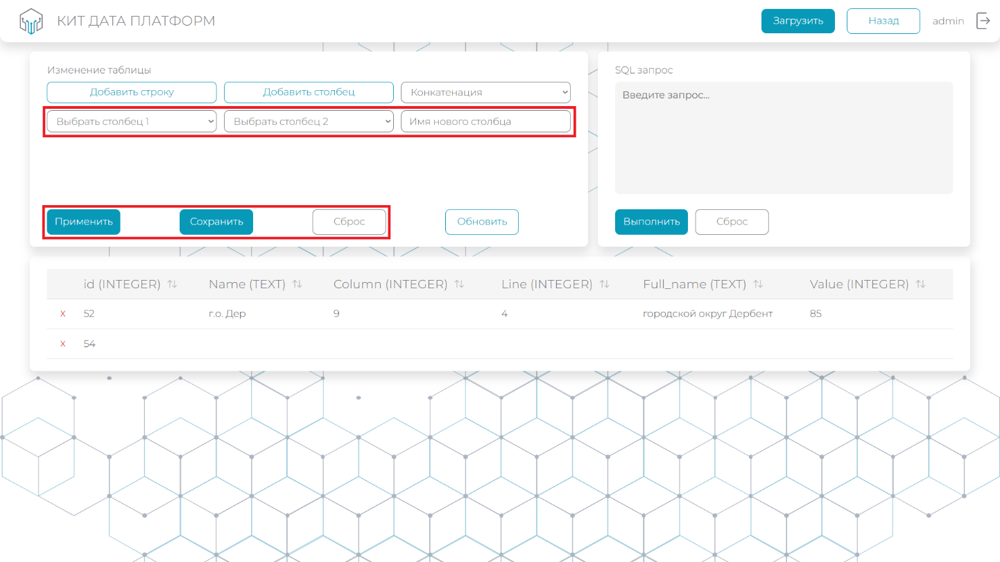 КИТ ДАТА ПЛАТФОРМ Загрузить Назад admin
Изменение таблицы
Добавить строку Добавить столбец Конкатенация
Выбрать столбец 1 Выбрать столбец 2 Имя нового столбца
Применить Сохранить Сброс Обновить
SQL запрос
Введите запрос...
Выполнить Сброс
id (INTEGER) Name (TEXT) Column (INTEGER) Line (INTEGER) Full_name (TEXT) Value (INTEGER)
x 52 г.о. Дер 9 4 городской округ Дербент 85
x 54